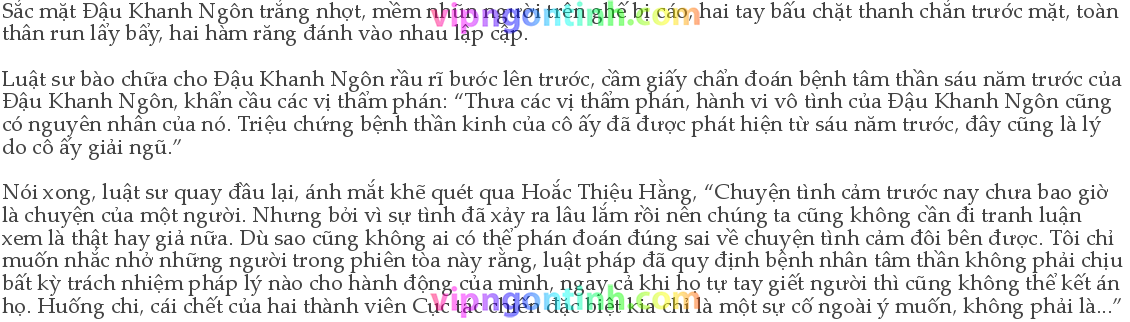 Sắc mặt Đậu Khanh Ngôn trắng nhợt, mềm nhũn người trên ghế bị cáo, hai tay bấu chặt thanh chắn trước mặt, toàn
thân run lẩy bẩy, hai hàm răng đánh vào nhau lập cập.
vipngontinh.com
Luật sư bào chữa cho Đậu Khanh Ngôn rầu rĩ bước lên trước, cầm giấy chẩn đoán bệnh tâm thần sáu năm trước của
Đậu Khanh Ngôn, khẩn cầu các vị thẩm phán: “Thưa các vị thẩm phán, hành vi vô tình của Đậu Khanh Ngôn cũng
có nguyên nhân của nó. Triệu chứng bệnh thần kinh của cô ấy đã được phát hiện từ sáu năm trước, đây cũng là lý
do cô ấy giải ngũ.”
Nói xong, luật sư quay đầu lại, ánh mắt khẽ quét qua Hoắc Thiệu Hằng, “Chuyện tình cảm trước nay chưa bao giờ
là chuyện của một người. Nhưng bởi vì sự tình đã xảy ra lâu lắm rồi nên chúng ta cũng không cần đi tranh luận
xem là thật hay giả nữa. Dù sao cũng không ai có thể phán đoán đúng sai về chuyện tình cảm đôi bên được. Tôi chỉ
muốn nhắc nhở những người trong phiên tòa này rằng, luật pháp đã quy định bệnh nhân tâm thần không phải chịu
bất kỳ trách nhiệm pháp lý nào cho hành động của mình, ngay cả khi họ tự tay giết người thì cũng không thể kết án
họ. Huống chi, cái chết của hai thành viên Cục tác chiến đặc biệt kia chỉ là một sự cố ngoài ý muốn, không phải là...”
vipngontinh.com